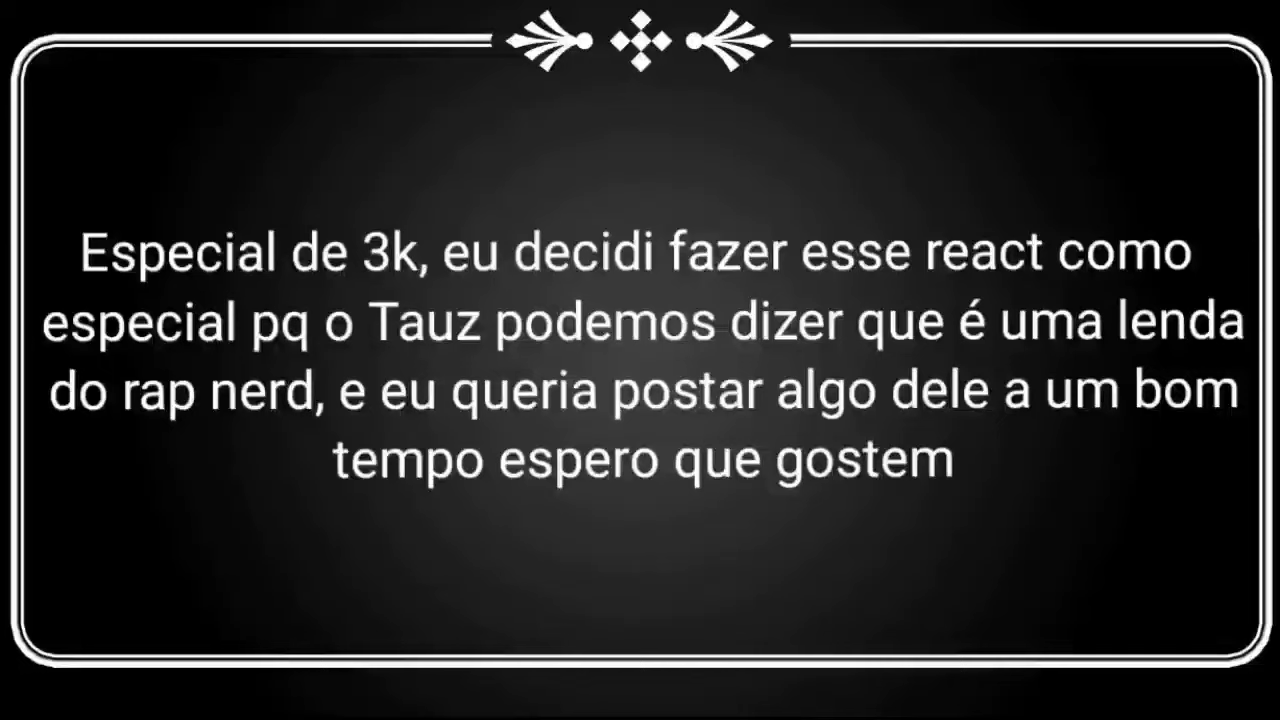 Especial de 3k, eu decidi fazer esse react como
especial pq o Tauz podemos dizer que é uma lenda
do rap nerd, e eu queria postar algo dele a um bom
tempo espero que gostem